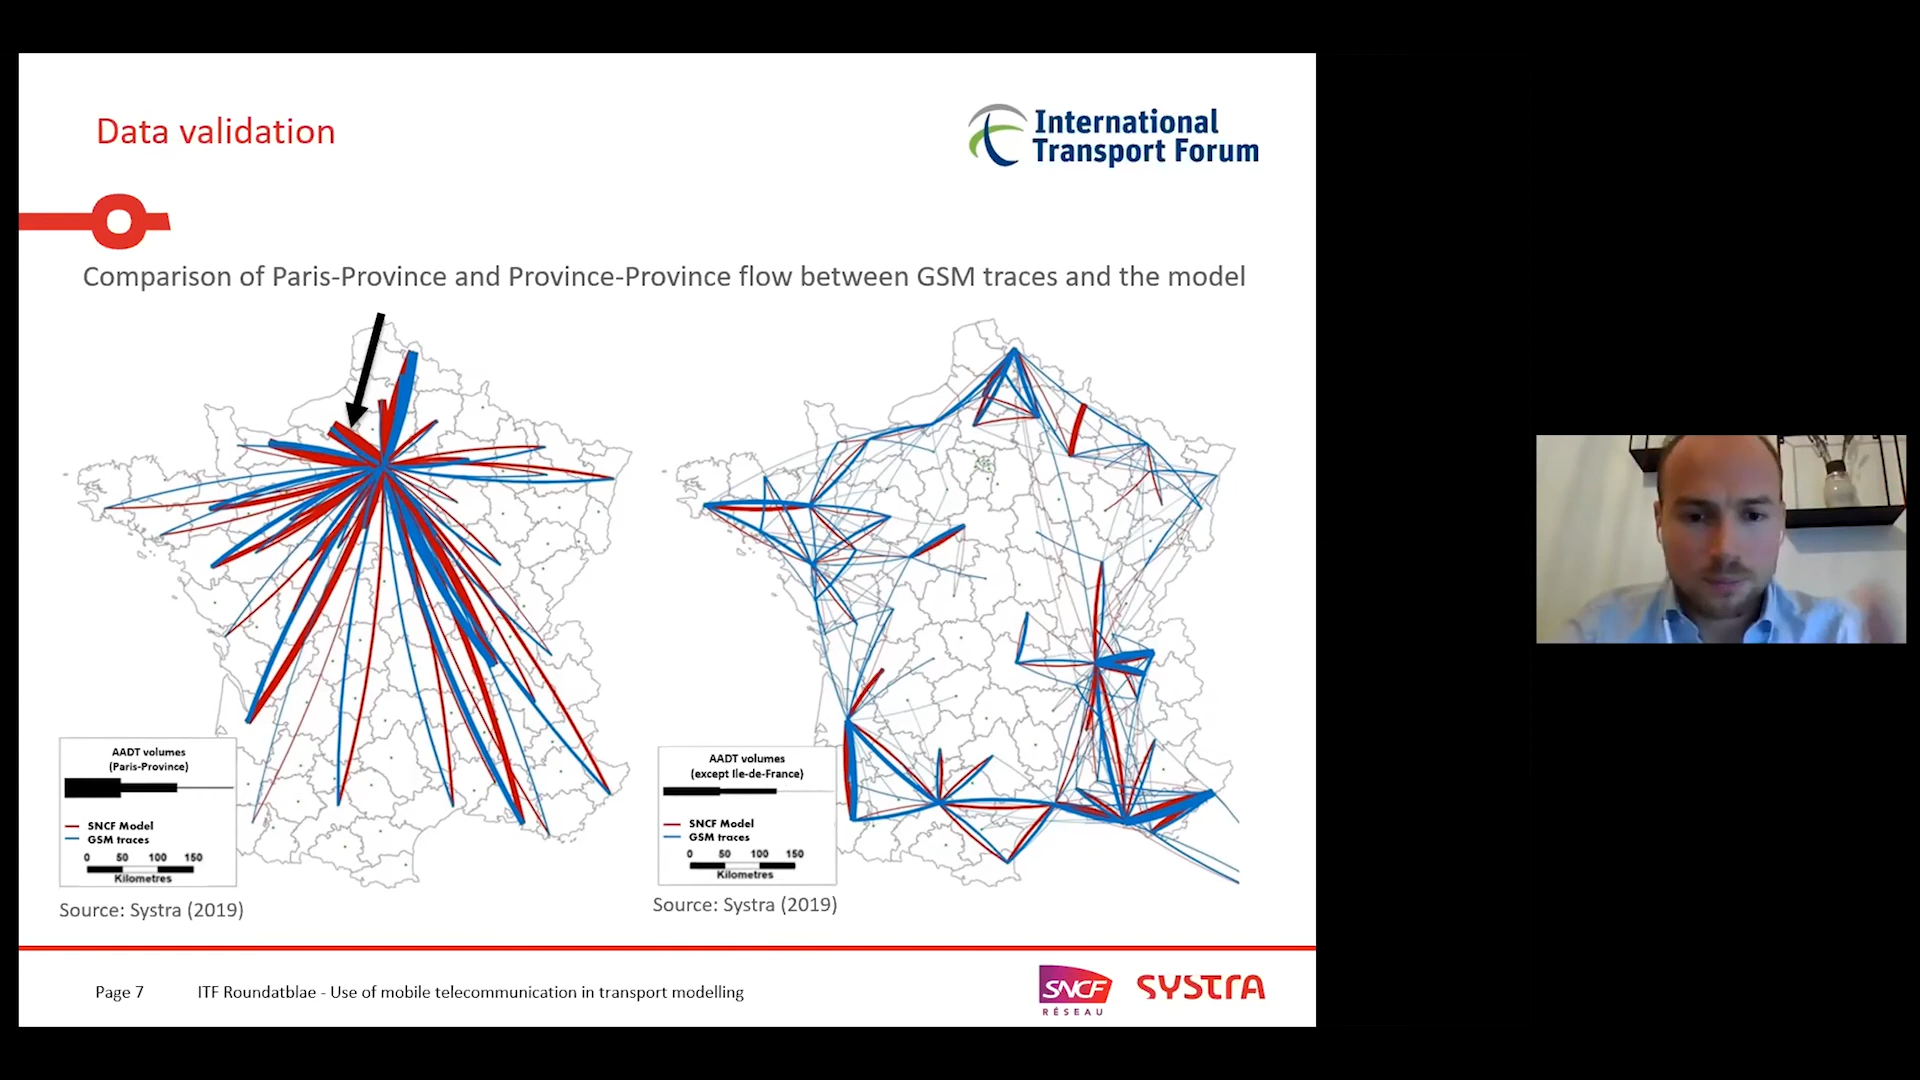 Data validation
International
Transport Forum
Comparison of Paris-Province and Province-Province flow between GSM traces and the model
AADT volumes
(Paris-Province)
SNCF Model
GSM traces
0 50 100 150
Kilometres
Source: Systra (2019)
AADT volumes
(except Ile-de-France)
SNCF Model
GSM traces
0 50 100 150
Kilometres
Source: Systra (2019)
Page 7
ITF Roundatblae - Use of mobile telecommunication in transport modelling
SNCF
RÉSEAU
SYSTRA